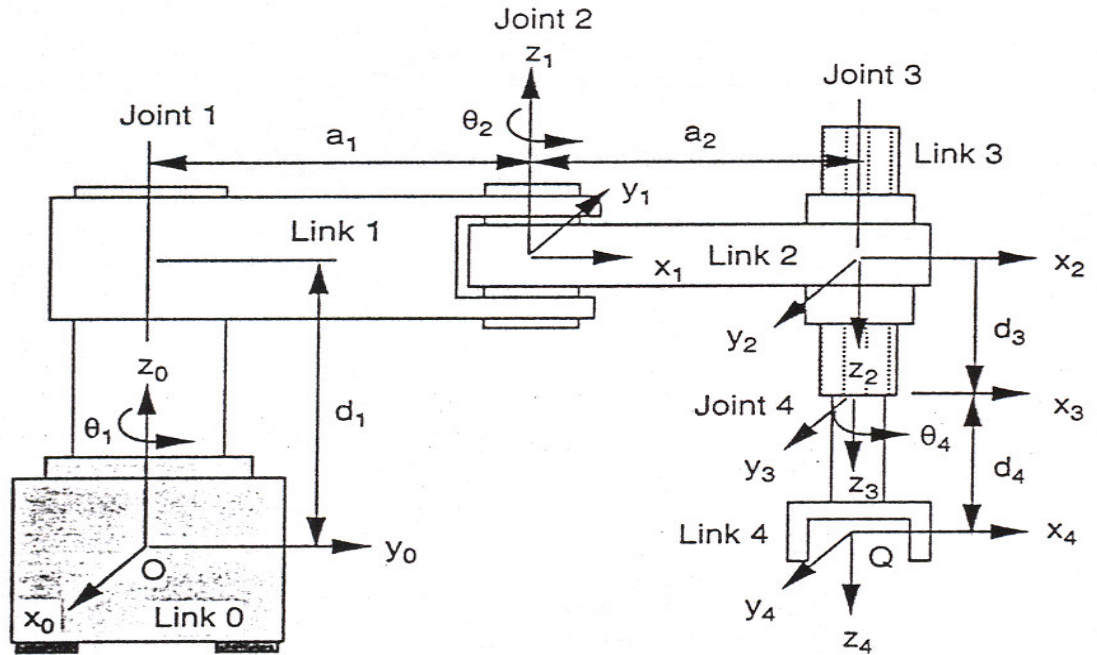 Joint 2
z1
Joint 3
Joint 1
θ2
a1
a2
Link 3
y1
Link 1
x1
Link 2
x2
y2
z2
d3
z0
d1
Joint 4
x3
θ1
θ4
y3
z3
d4
Link 4
y0
x4
O
Q
x0
Link 0
y4
z4